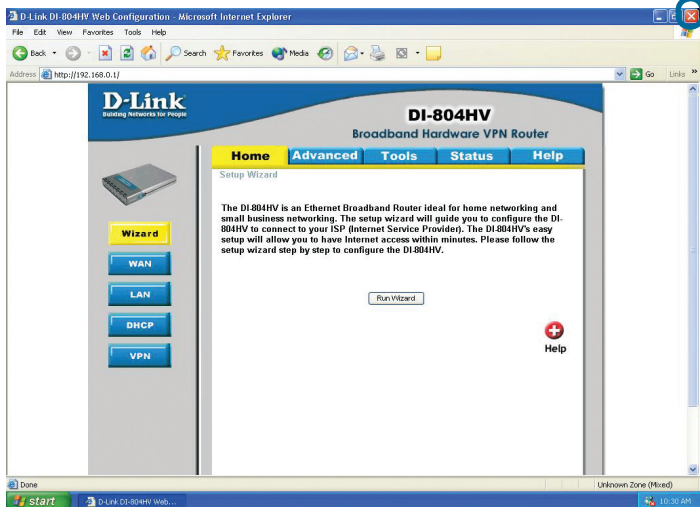 D-Link DI-804HV Web Configuration - Microsoft Internet Explorer
File Edit View Favorites Tools Help
Back Search Favorites Media
Address http://192.168.0.1/ Go Links »
D-Link
Building Networks for People
DI-804HV
Broadband Hardware VPN Router
Home Advanced Tools Status Help
Setup Wizard
The DI-804HV is an Ethernet Broadband Router ideal for home networking and
small business networking. The setup wizard will guide you to configure the DI-
804HV to connect to your ISP (Internet Service Provider). The DI-804HV's easy
setup will allow you to have Internet access within minutes. Please follow the
setup wizard step by step to configure the DI-804HV.
Wizard
WAN
LAN
DHCP
VPN
Run Wizard
Help
Done Unknown Zone (Mixed)
start D-Link DI-804HV Web... 10:30 AM